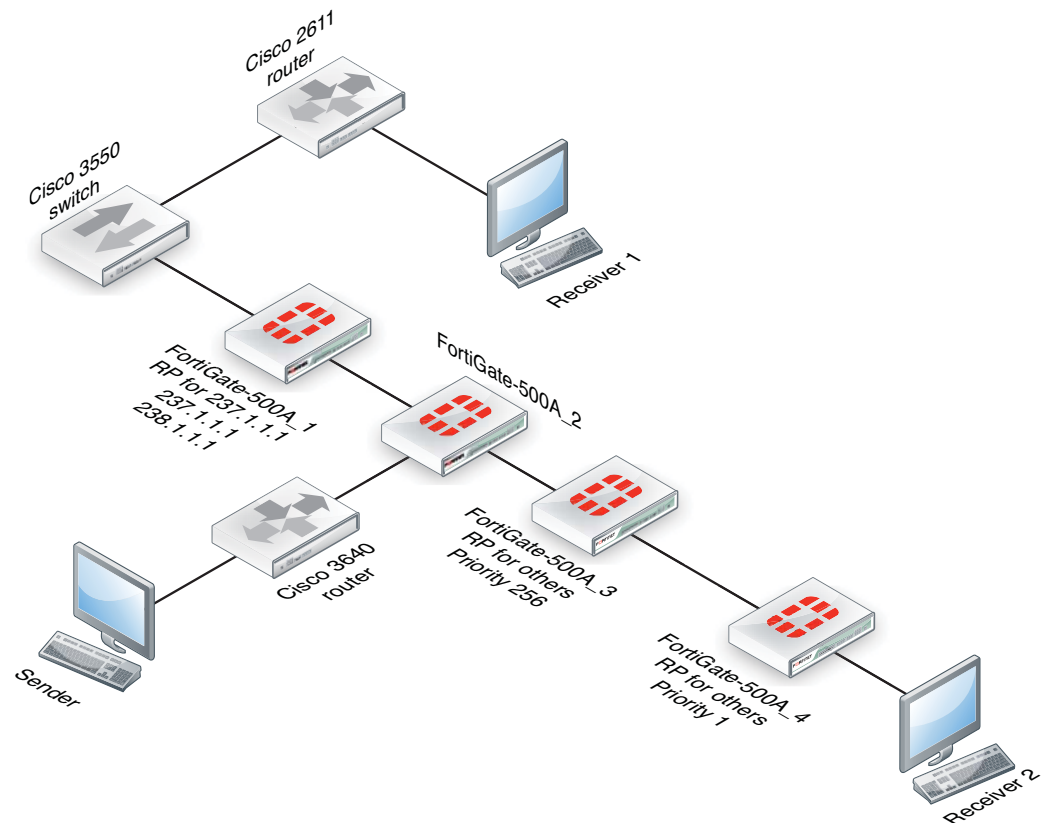 Cisco 2611
router
Cisco 3550
switch
Receiver 1
FortiGate-500A_1
RP for 237.1.1.1
237.1.1.1
238.1.1.1
FortiGate-500A_2
Cisco 3640
router
FortiGate-500A_3
RP for others
Priority 256
Sender
FortiGate-500A_4
RP for others
Priority 1
Receiver 2